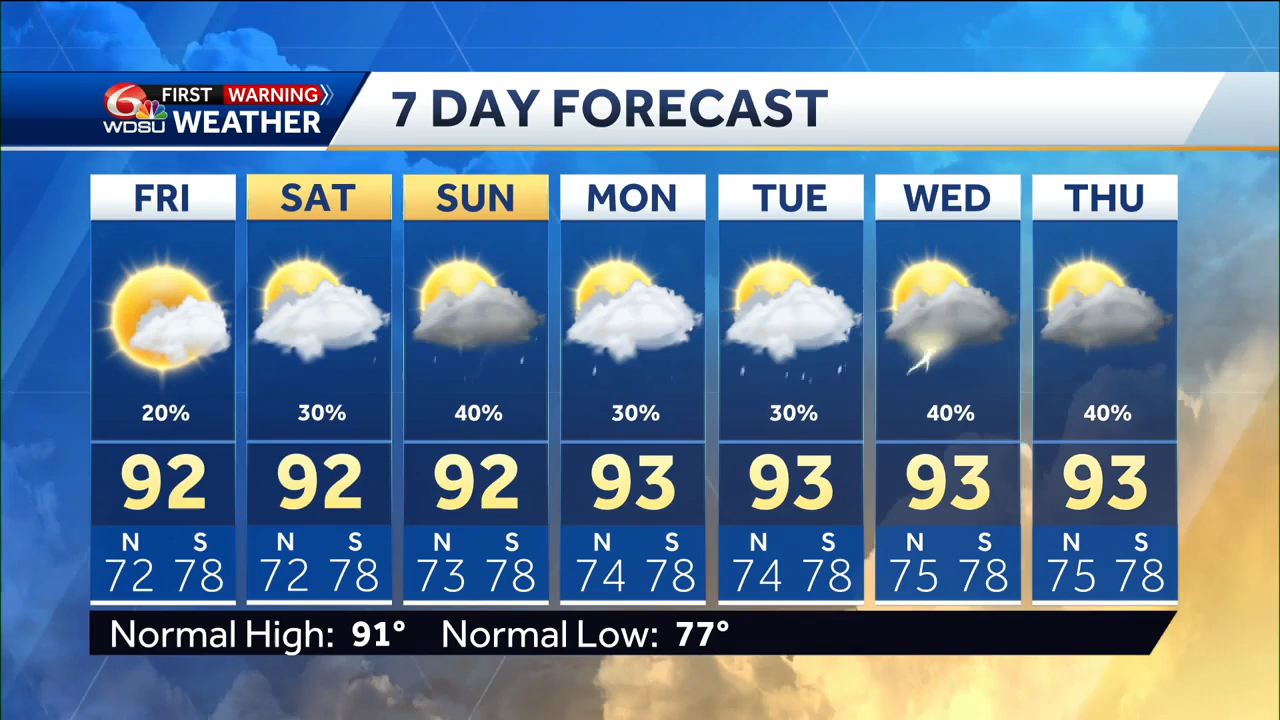 6 FIRST WARNING
WDSU WEATHER
7 DAY FORECAST
FRI SAT SUN MON TUE WED THU
20% 30% 40% 30% 30% 40% 40%
92 92 92 93 93 93 93
N S N S N S N S N S N S N S
72 78 72 78 73 78 74 78 74 78 75 78 75 78
Normal High: 91° Normal Low: 77°